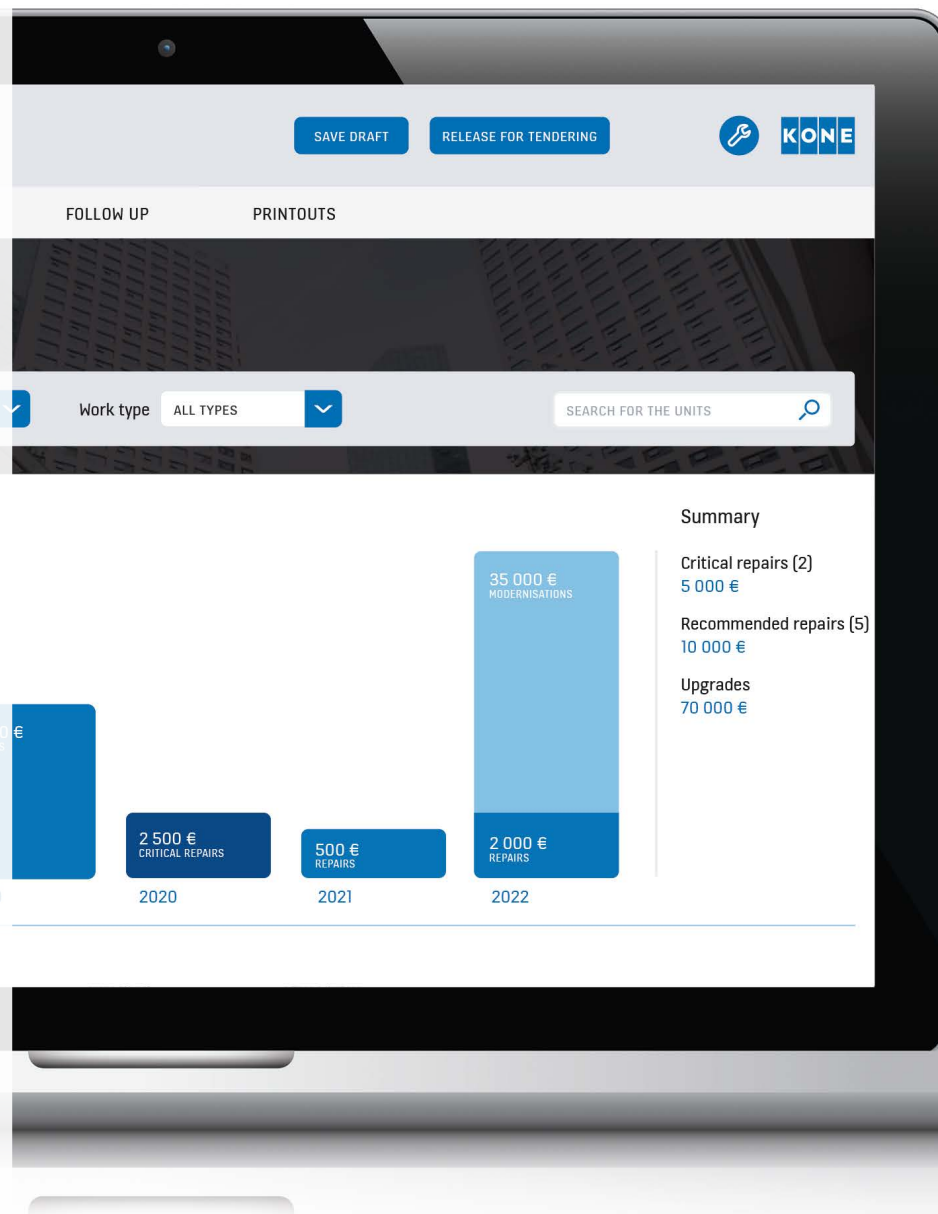 SAVE DRAFT
RELEASE FOR TENDERING
KONE
FOLLOW UP
PRINTOUTS
Work type
ALL TYPES
SEARCH FOR THE UNITS
Summary
Critical repairs (2)
5 000 €
Recommended repairs (5)
10 000 €
Upgrades
70 000 €
35 000 €
MODERNISATIONS
€
2 500 €
CRITICAL REPAIRS
500 €
REPAIRS
2 000 €
REPAIRS
2020
2021
2022